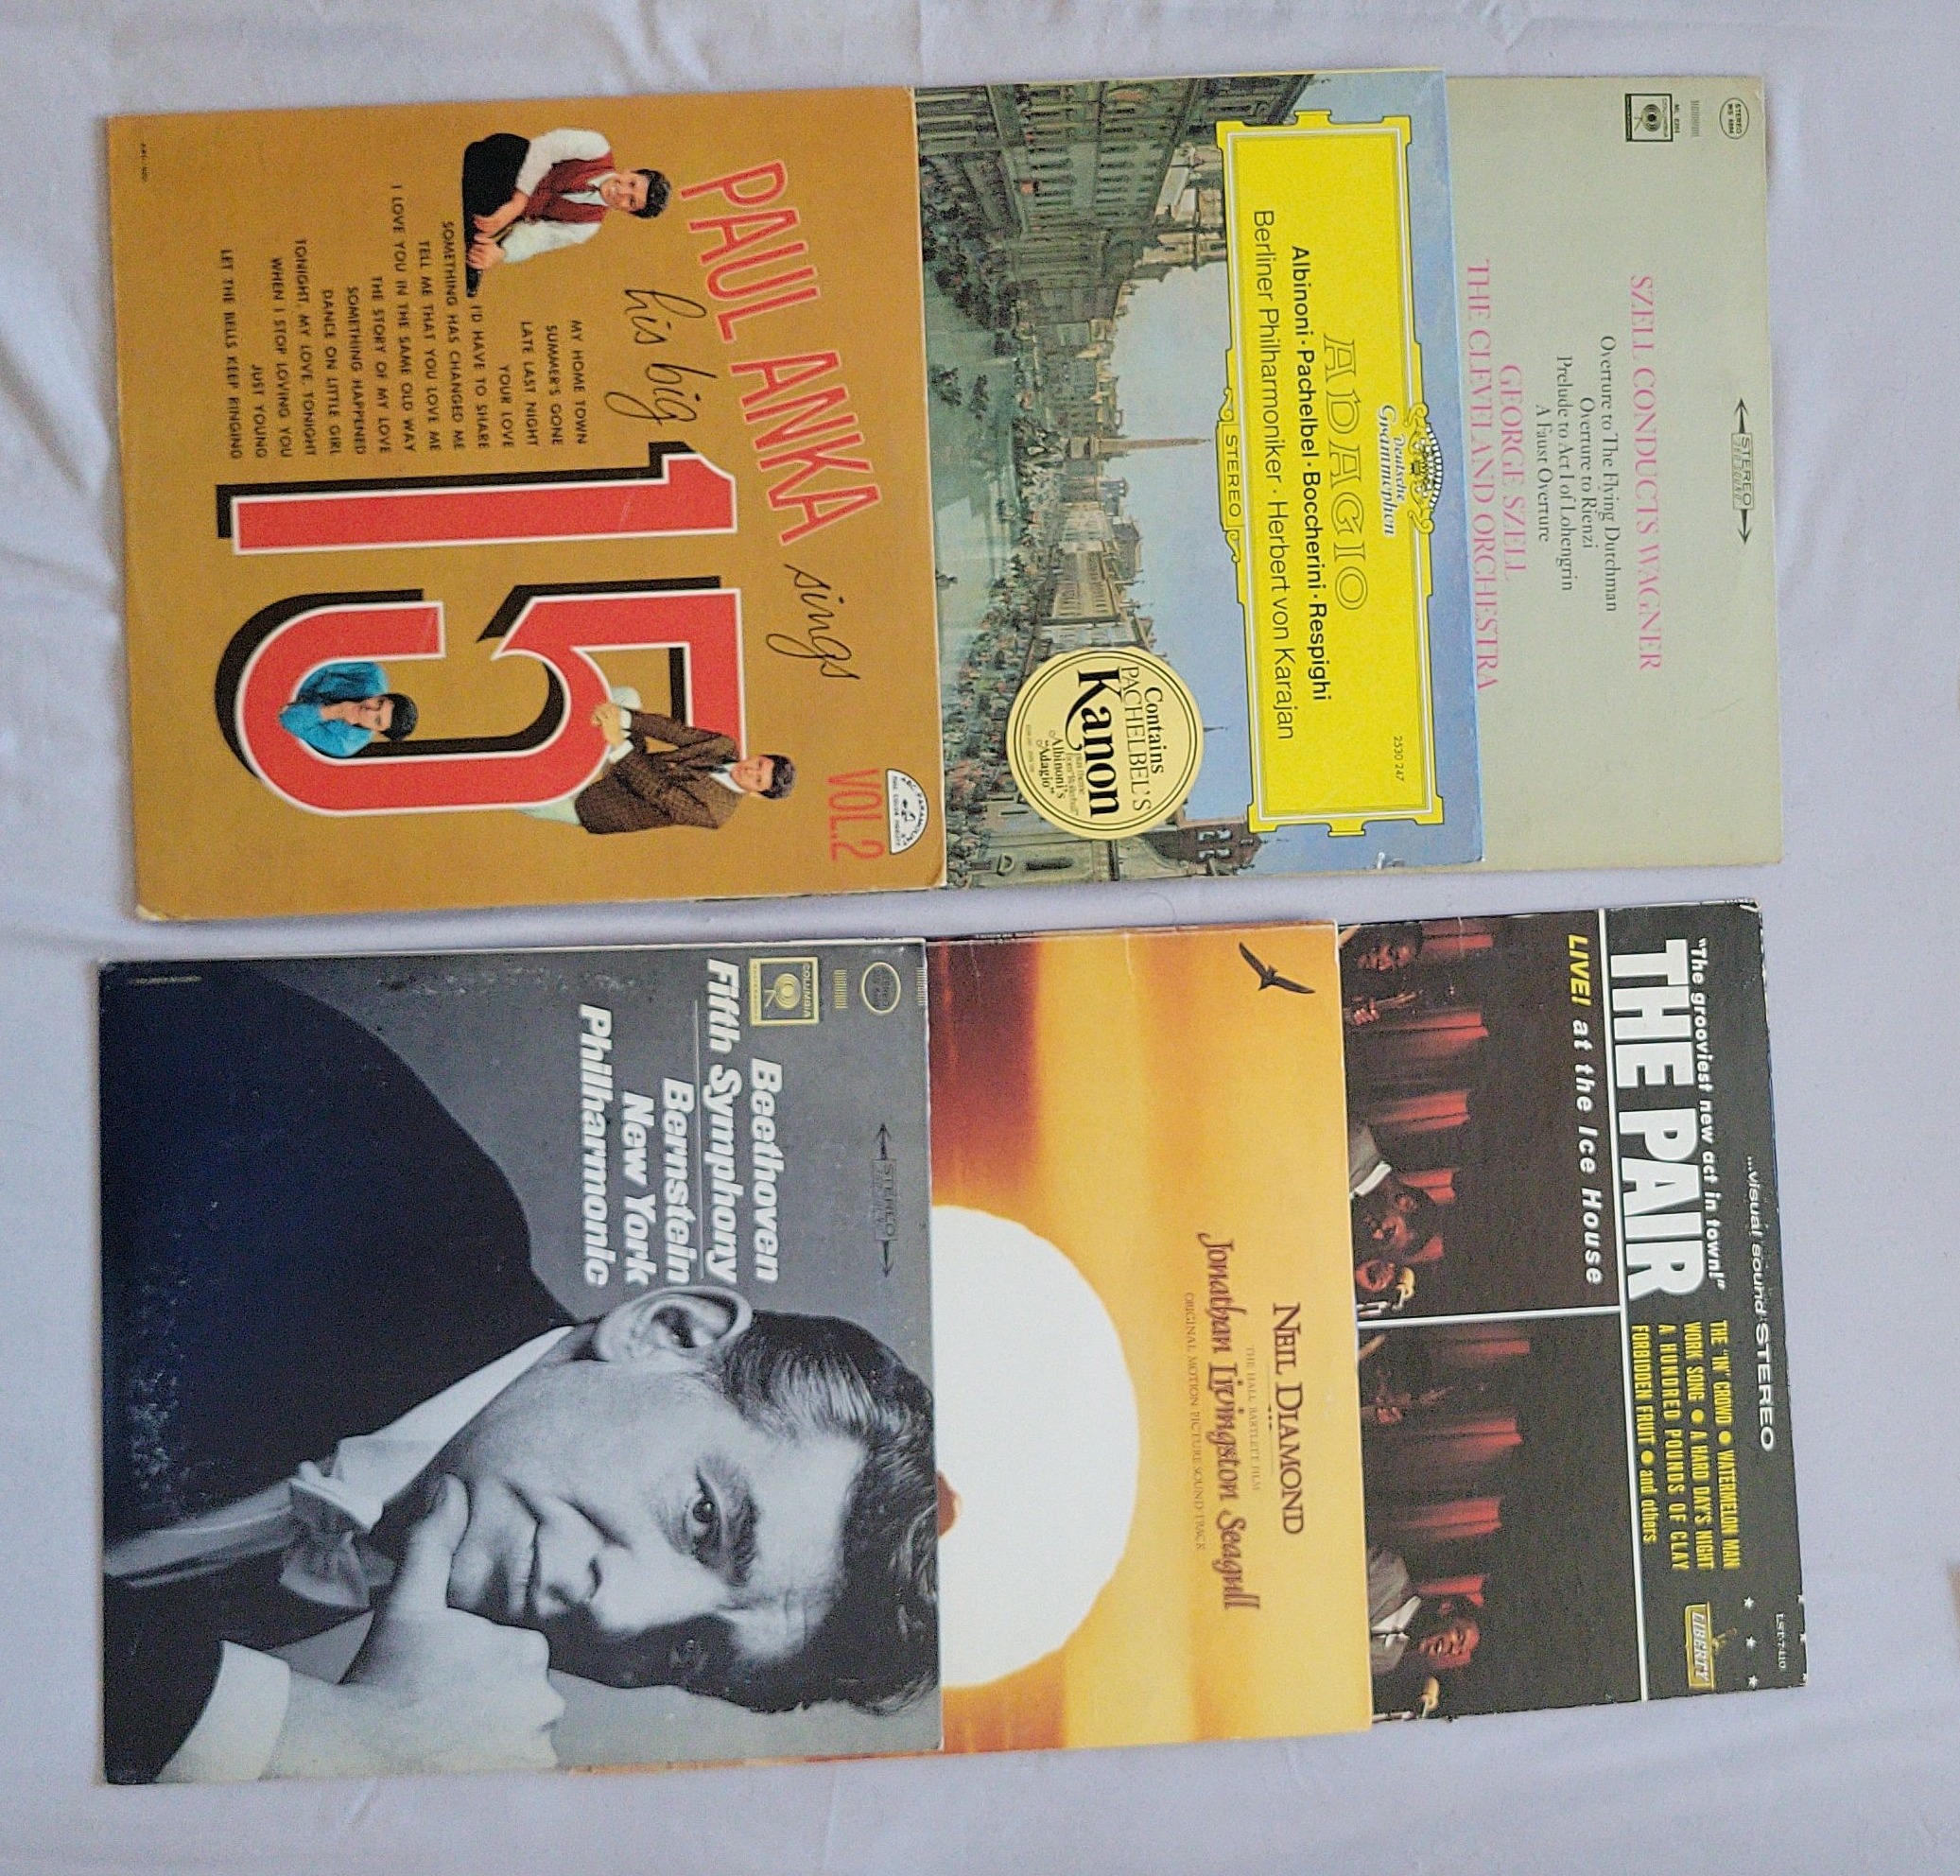 STEREO
SZELL CONDUCTS WAGNER
Overture to The Flying Dutchman
Overture to Rienzi
Prelude to Act I of Lohengrin
A Faust Overture
GEORGE SZELL
THE CLEVELAND ORCHESTRA
Deutsche
Grammophon
2530 247
ADAGIO
Albinoni·Pachelbel·Boccherini·Respighi
Berliner Philharmoniker · Herbert von Karajan
STEREO
Contains
PACHELBEL'S
Kanon
Albinoni's
"Adagio"
PAUL ANKA sings
his big
15
VOL.2
MY HOME TOWN
SUMMER'S GONE
LATE LAST NIGHT
YOUR LOVE
I'D HAVE TO SHARE
SOMETHING HAS CHANGED ME
TELL ME THAT YOU LOVE ME
I LOVE YOU IN THE SAME OLD WAY
THE STORY OF MY LOVE
SOMETHING HAPPENED
DANCE ON LITTLE GIRL
TONIGHT, MY LOVE, TONIGHT
WHEN I STOP LOVING YOU
JUST YOUNG
LET THE BELLS KEEP RINGING
...visual sound STEREO
LST-7410
"The grooviest new act in town!"
THE PAIR
LIVE! at the Ice House
THE "IN" CROWD ● WATERMELON MAN
WORK SONG ● A HARD DAY'S NIGHT
A HUNDRED POUNDS OF CLAY
FORBIDDEN FRUIT ● and others
LIBERTY
NEIL DIAMOND
THE HALL BARTLETT FILM
Jonathan Livingston Seagull
ORIGINAL MOTION PICTURE SOUND TRACK
STEREO
COLUMBIA
Beethoven
Fifth Symphony
Bernstein
New York
Philharmonic